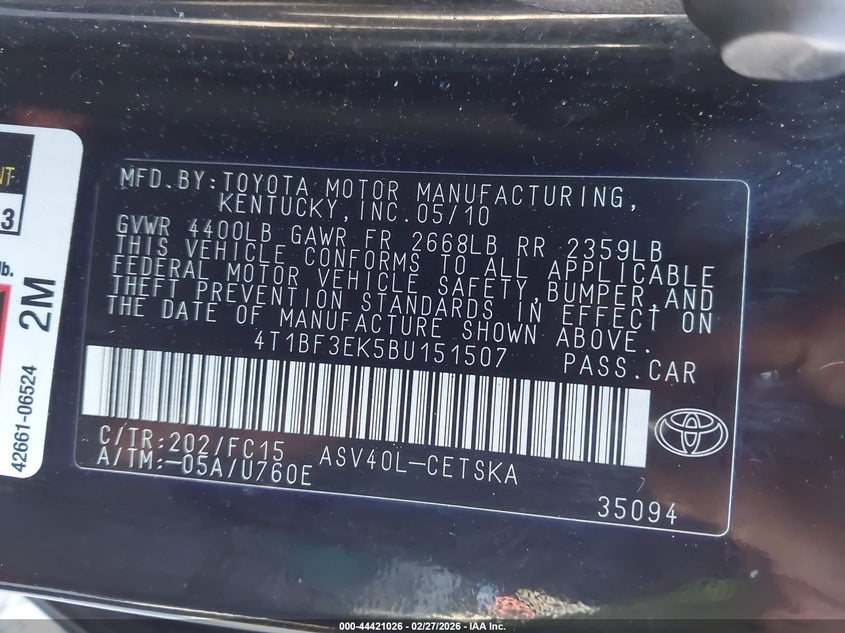 MFD.BY:TOYOTA MOTOR MANUFACTURING,
KENTUCKY,INC.05/10
GVWR 4400LB GAWR FR 2668LB RR 2359LB
THIS VEHICLE CONFORMS TO ALL APPLICABLE
FEDERAL MOTOR VEHICLE SAFETY,BUMPER,AND
THEFT PREVENTION STANDARDS IN EFFECT ON
THE DATE OF MANUFACTURE SHOWN ABOVE.
4T1BF3EK5BU151507 PASS.CAR
C/TR:202/FC15 ASV40L-CETSKA
A/TM:-05A/U760E
35094
3
2M
42661-06524
000-44421026 - 02/27/2026 - IAA Inc.